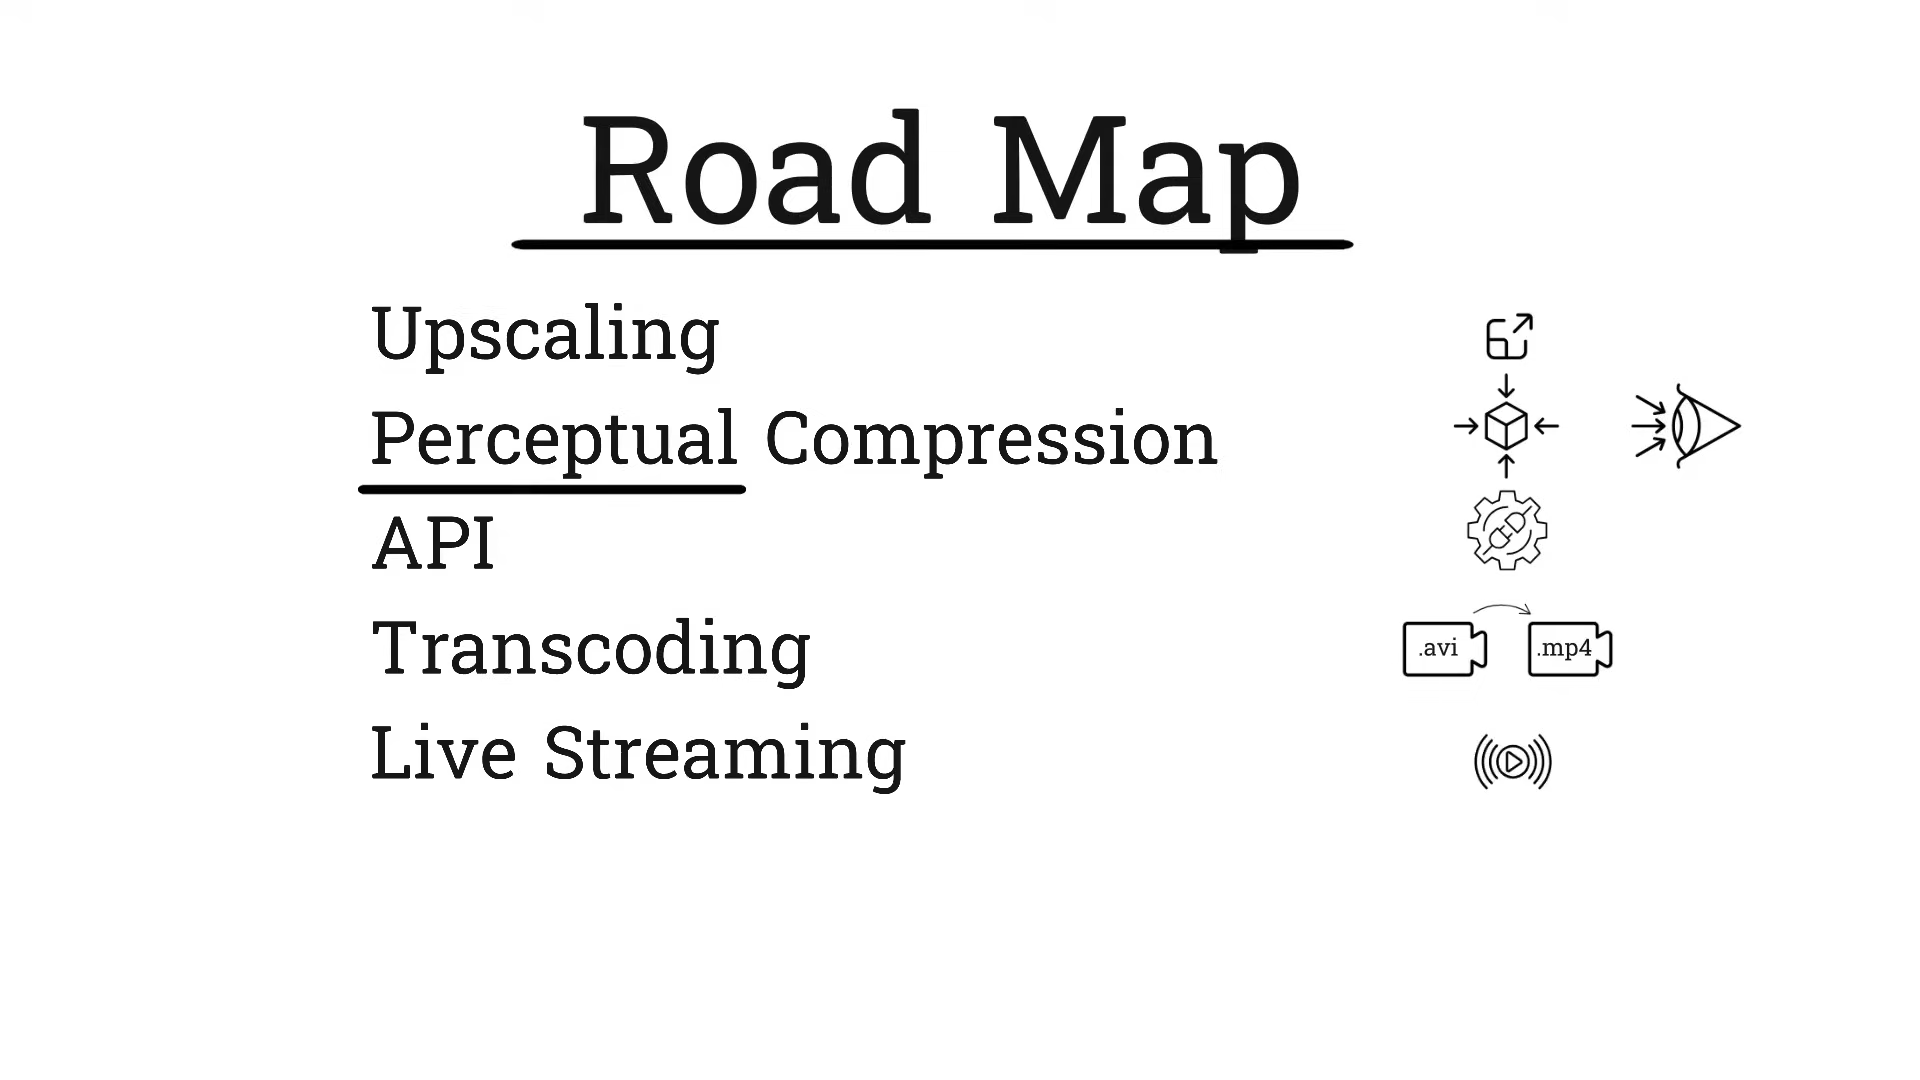 Road Map
Upscaling
Perceptual Compression
API
Transcoding
.avi .mp4
Live Streaming